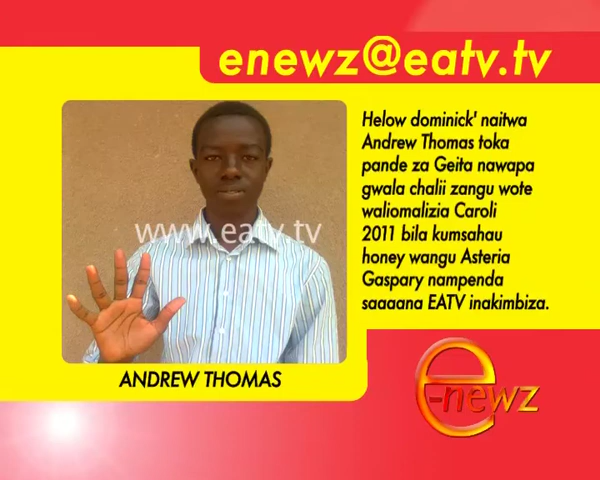 enewz@eatv.tv
Helow dominick' naitwa
Andrew Thomas toka
pande za Geita nawapa
gwala chalii zangu wote
waliomalizia Caroli
2011 bila kumsahau
honey wangu Asteria
Gaspary nampenda
saaaana EATV inakimbiza.
www.eatv.tv
ANDREW THOMAS
e-newz